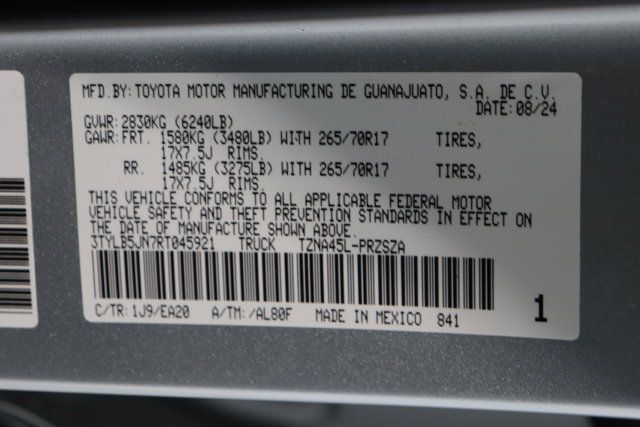 MFD.BY:TOYOTA MOTOR MANUFACTURING DE GUANAJUATO, S.A. DE C.V.
DATE: 08/24
GVWR: 2830KG (6240LB)
GAWR: FRT. 1580KG (3480LB) WITH 265/70R17 TIRES,
17X7.5J RIMS.
RR. 1485KG (3275LB) WITH 265/70R17 TIRES,
17X7.5J RIMS.
THIS VEHICLE CONFORMS TO ALL APPLICABLE FEDERAL MOTOR
VEHICLE SAFETY AND THEFT PREVENTION STANDARDS IN EFFECT ON
THE DATE OF MANUFACTURE SHOWN ABOVE.
3TYLB5JN7RT045921 TRUCK TZNA45L-PRZSZA
C/TR: 1J9/EA20 A/TM: /AL80F MADE IN MEXICO 841 1